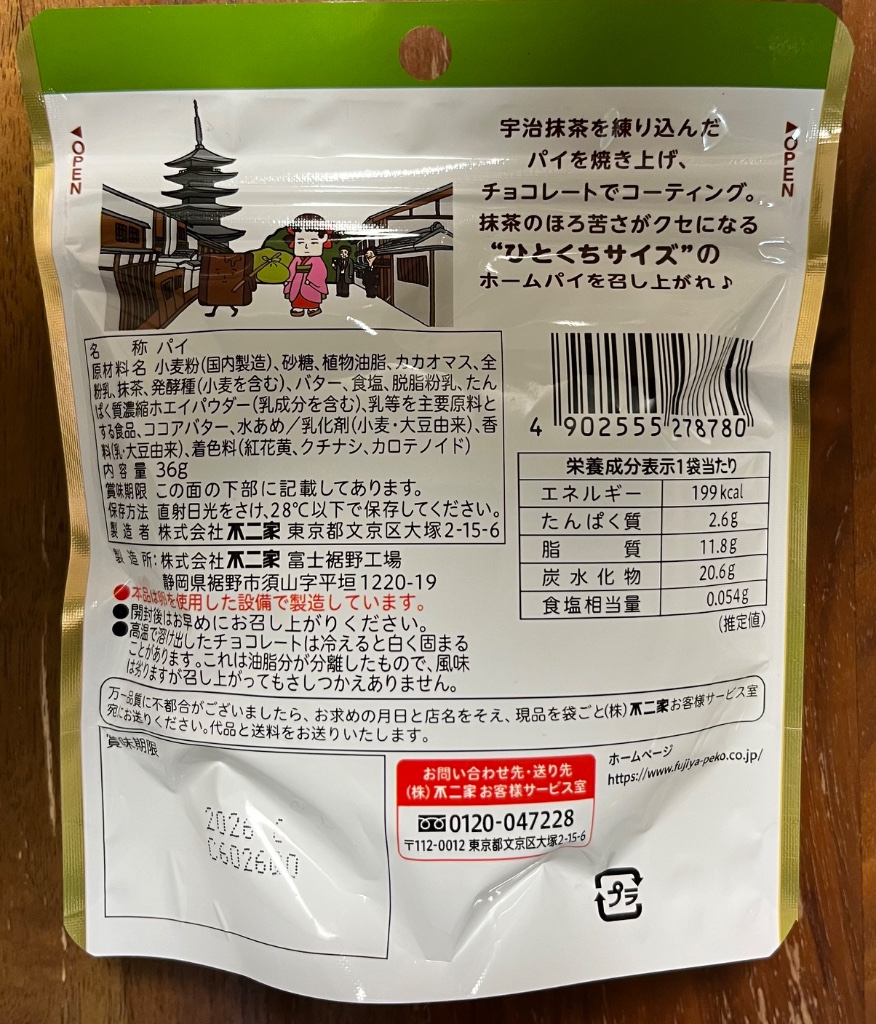 OPEN
OPEN
宇治抹茶を練り込んだ
パイを焼き上げ、
チョコレートでコーティング。
抹茶のほろ苦さがクセになる
“ひとくちサイズ”の
ホームパイを召し上がれ♪
名 称 パイ
原材料名 小麦粉(国内製造)、砂糖、植物油脂、カカオマス、全
粉乳、抹茶、発酵種(小麦を含む)、バター、食塩、脱脂粉乳、たん
ぱく質濃縮ホエイパウダー(乳成分を含む)、乳等を主要原料と
する食品、ココアバター、水あめ/乳化剤(小麦・大豆由来)、香
料(乳・大豆由来)、着色料(紅花黄、クチナシ、カロテノイド)
内容量 36g
賞味期限 この面の下部に記載してあります。
保存方法 直射日光をさけ、28℃以下で保存してください。
製造者 株式会社 不二家 東京都文京区大塚2-15-6
製造所:株式会社 不二家 富士裾野工場
静岡県裾野市須山字平垣1220-19
●本品は卵を使用した設備で製造しています。
●開封後はお早めにお召し上がりください。
●高温で溶け出したチョコレートは冷えると白く固まる
ことがあります。これは油脂分が分離したもので、風味
は劣りますが召し上がってもさしつかえありません。
4 902555 278780
栄養成分表示1袋当たり
エネルギー 199kcal
たんぱく質 2.6g
脂質 11.8g
炭水化物 20.6g
食塩相当量 0.054g
(推定値)
万一品質に不都合がございましたら、お求めの月日と店名をそえ、現品を袋ごと(株)不二家お客様サービス室
宛にお送りください。代品と送料をお送りいたします。
賞味期限
2026
お問い合わせ先・送り先
(株)不二家 お客様サービス室
0120-047228
〒112-0012 東京都文京区大塚2-15-6
ホームページ
https://www.fujiya-peko.co.jp/
プラ